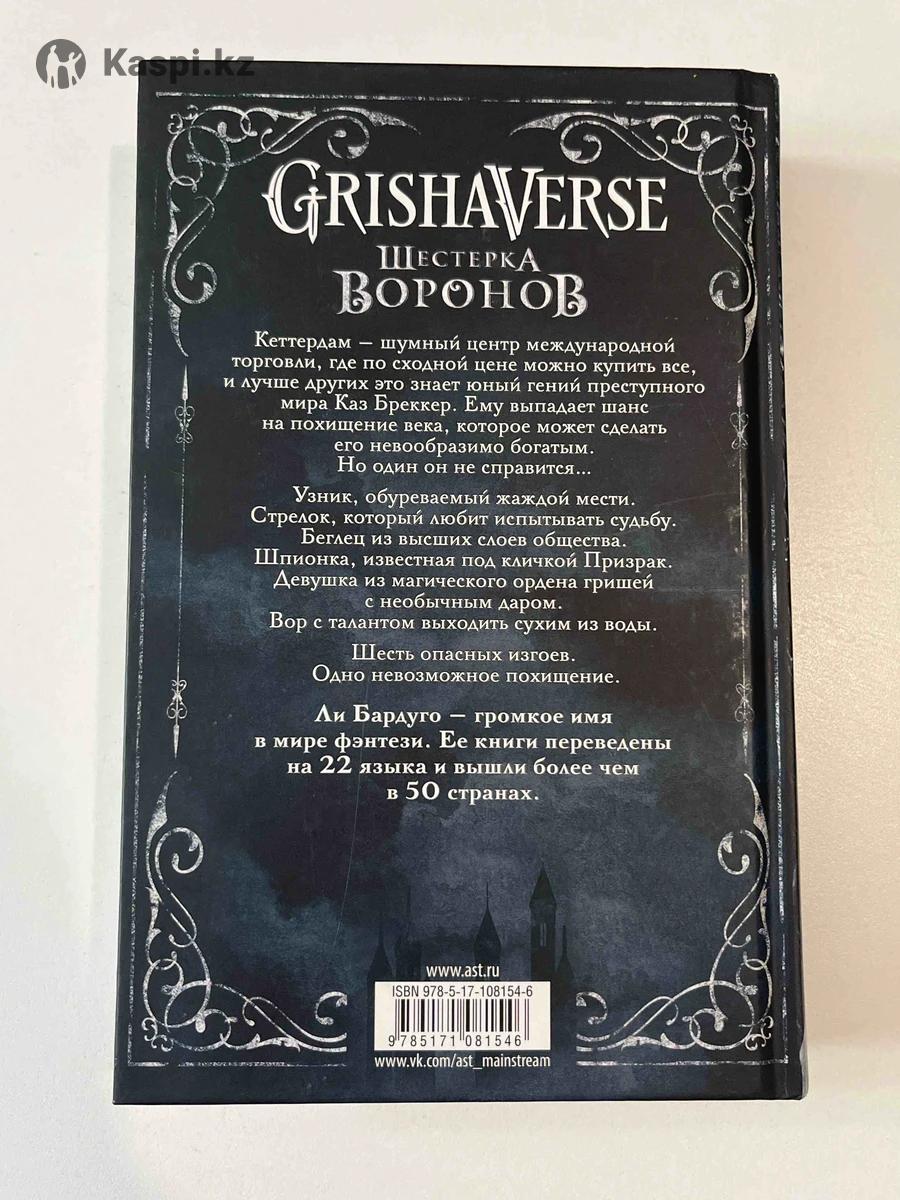 Kaspi.kz
GRISHAVERSE
ШЕСТЕРКА
ВОРОНОВ
Кеттердам – шумный центр международной
торговли, где по сходной цене можно купить все,
и лучше других это знает юный гений преступного
мира Каз Бреккер. Ему выпадает шанс
на похищение века, которое может сделать
его невообразимо богатым.
Но один он не справится...
Узник, обуреваемый жаждой мести.
Стрелок, который любит испытывать судьбу.
Беглец из высших слоев общества.
Шпионка, известная под кличкой Призрак.
Девушка из магического ордена гришей
с необычным даром.
Вор с талантом выходить сухим из воды.
Шесть опасных изгоев.
Одно невозможное похищение.
Ли Бардуго – громкое имя
в мире фэнтези. Ее книги переведены
на 22 языка и вышли более чем
в 50 странах.
www.ast.ru
ISBN 978-5-17-108154-6
9 785171 081546
www.vk.com/ast_mainstream